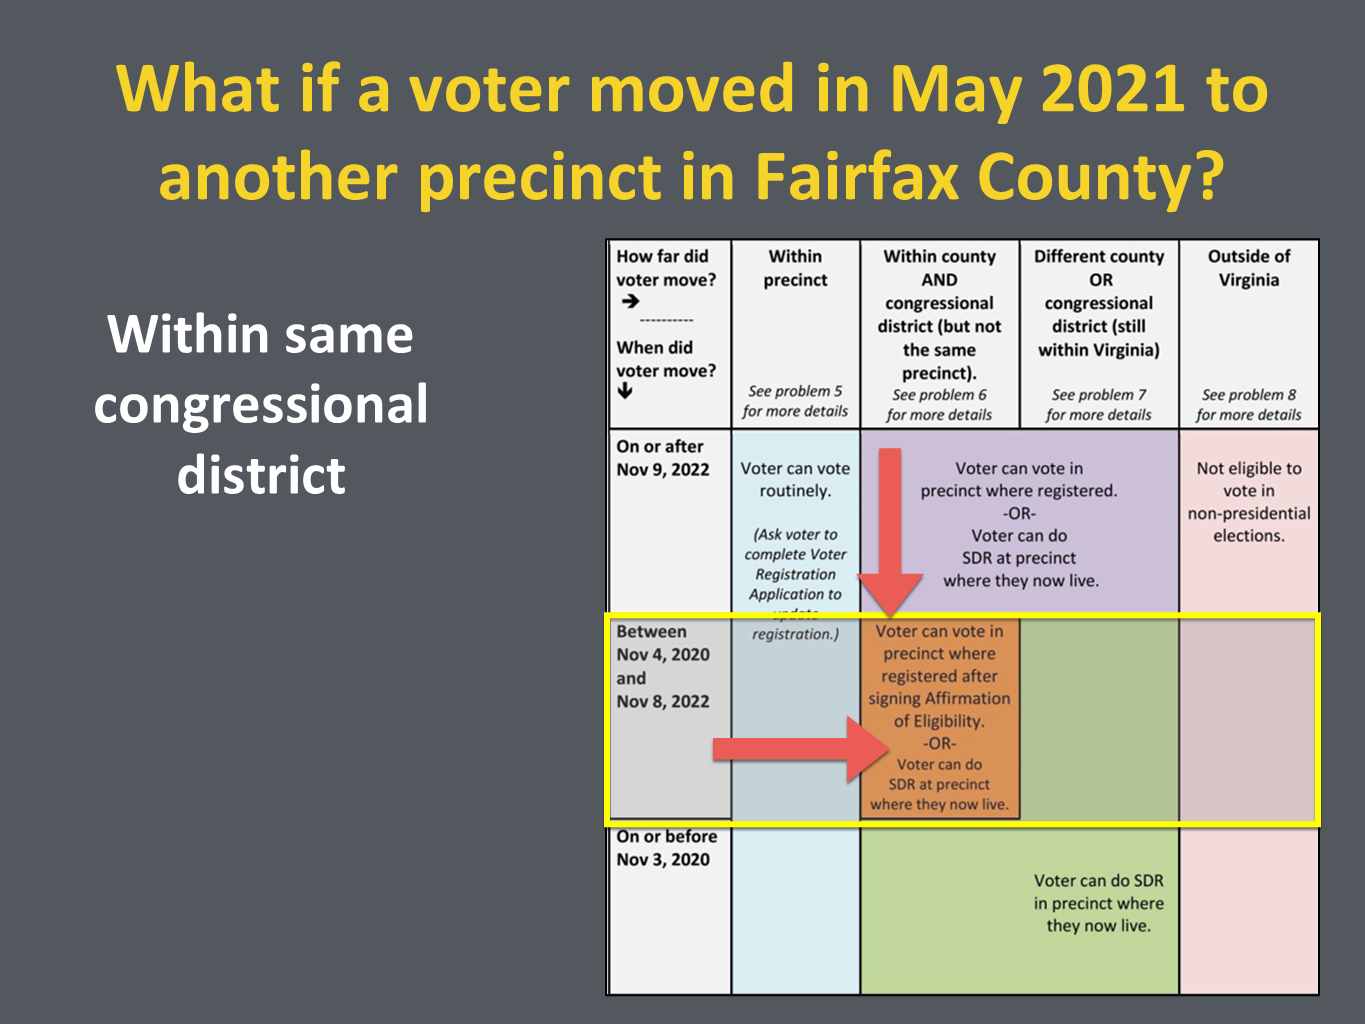 What if a voter moved in May 2021 to
another precinct in Fairfax County?
Within same
congressional
district
How far did
voter move?
➔
----------
When did
voter move?
🡻
Within
precinct
See problem 5
for more details
Within county
AND
congressional
district (but not
the same
precinct).
See problem 6
for more details
Different county
OR
congressional
district (still
within Virginia)
See problem 7
for more details
Outside of
Virginia
See problem 8
for more details
On or after
Nov 9, 2022
Voter can vote
routinely.
(Ask voter to
complete Voter
Registration
Application to
update
registration.)
Voter can vote in
precinct where registered.
-OR-
Voter can do
SDR at precinct
where they now live.
Not eligible to
vote in
non-presidential
elections.
Between
Nov 4, 2020
and
Nov 8, 2022
Voter can vote in
precinct where
registered after
signing Affirmation
of Eligibility.
-OR-
Voter can do
SDR at precinct
where they now live.
On or before
Nov 3, 2020
Voter can do SDR
in precinct where
they now live.